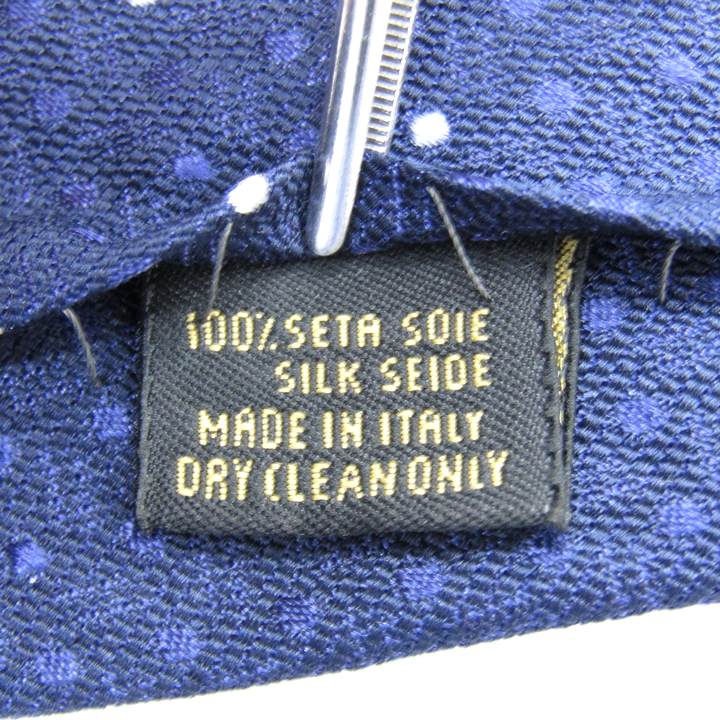 100% SETA SOIE
SILK SEIDE
MADE IN ITALY
DRY CLEAN ONLY